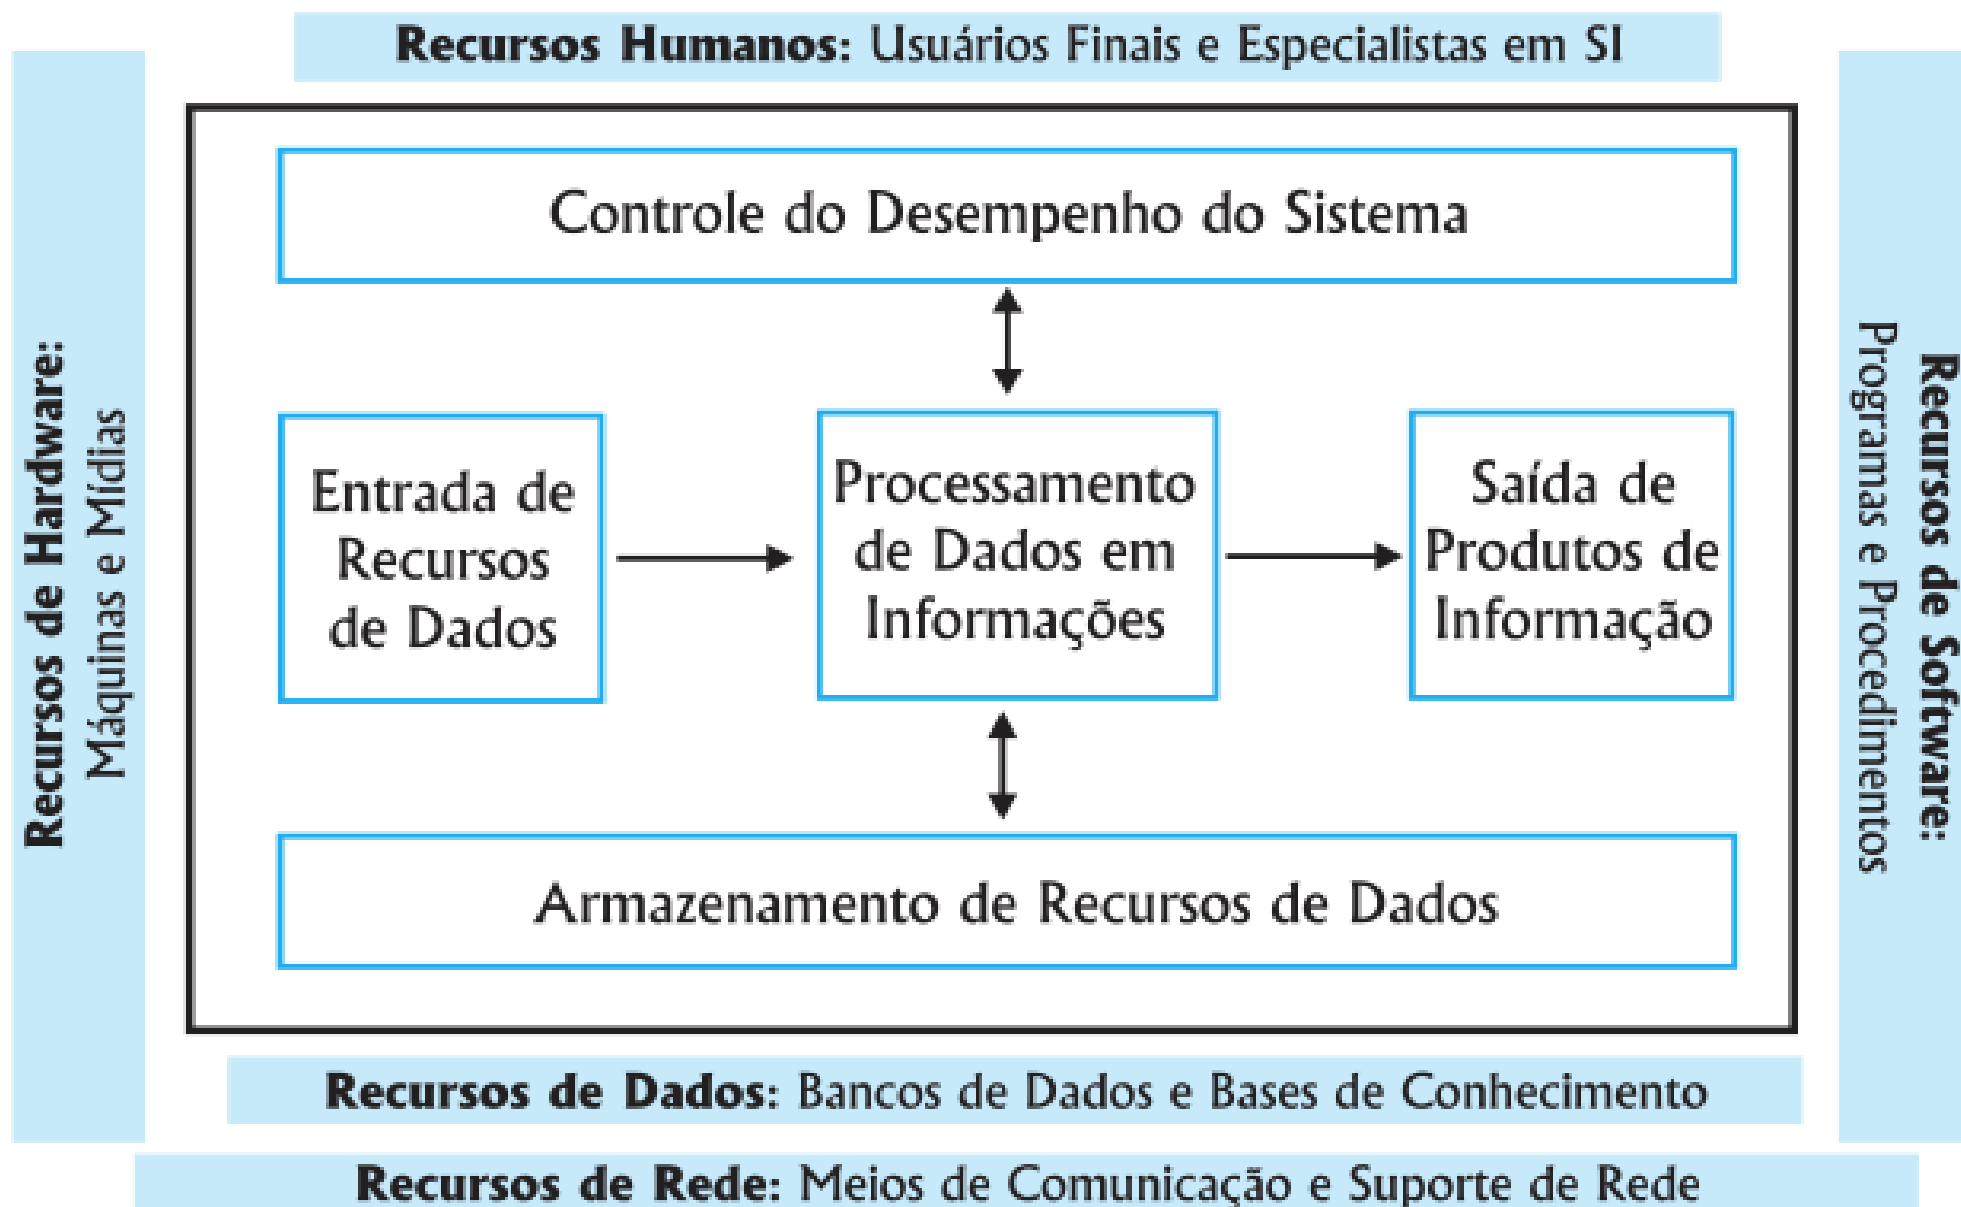 Recursos Humanos: Usuários Finais e Especialistas em SI
Recursos de Hardware:
Máquinas e Mídias
Controle do Desempenho do Sistema
Entrada de
Recursos
de Dados
Processamento
de Dados em
Informações
Saída de
Produtos de
Informação
Armazenamento de Recursos de Dados
Recursos de Software:
Programas e Procedimentos
Recursos de Dados: Bancos de Dados e Bases de Conhecimento
Recursos de Rede: Meios de Comunicação e Suporte de Rede